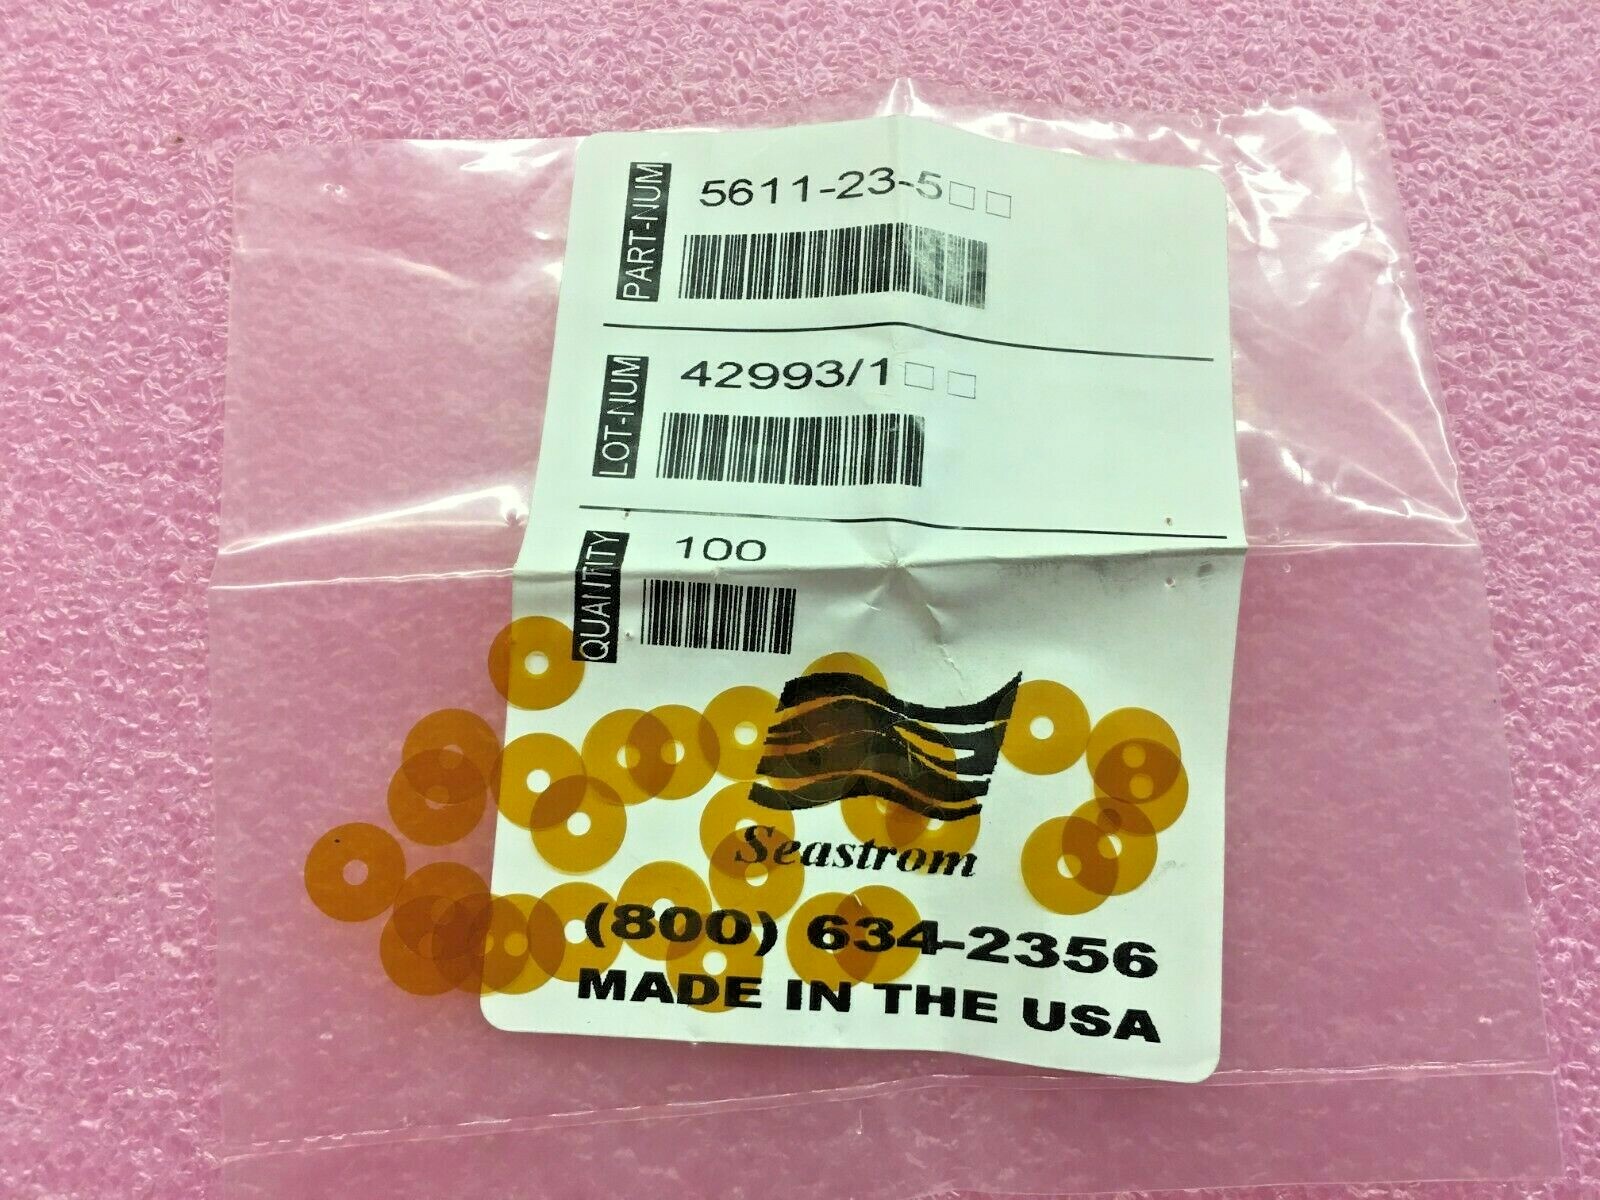 PART-NUM 5611-23-5□□
LOT-NUM 42993/1□□
QUANTITY 100
Seastrom
(800) 634-2356
MADE IN THE USA